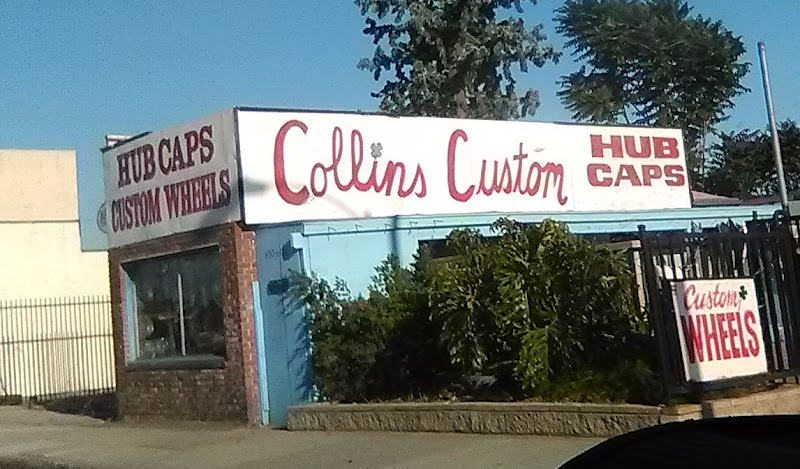 HUB CAPS
CUSTOM WHEELS
Collins Custom
HUB
CAPS
Custom
WHEELS